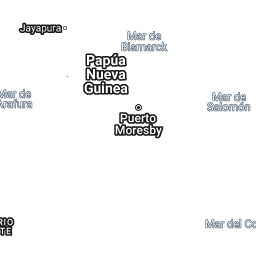 Jayapura
Mar de
Bismarck
Papúa
Nueva
Guinea
Mar de
Arafura
Mar de
Salomón
Puerto
Moresby
RIO
TE
Mar del Co